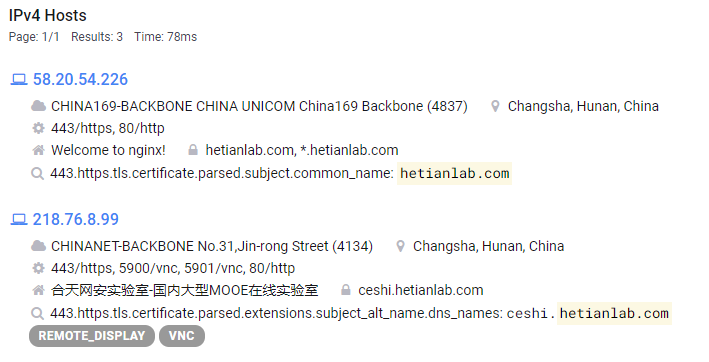 IPv4 Hosts
Page: 1/1 Results: 3 Time: 78ms
58.20.54.226
CHINA169-BACKBONE CHINA UNICOM China169 Backbone (4837) Changsha, Hunan, China
443/https, 80/http
Welcome to nginx! hetianlab.com, *.hetianlab.com
443.https.tls.certificate.parsed.subject.common_name: hetianlab.com
218.76.8.99
CHINANET-BACKBONE No.31,Jin-rong Street (4134) Changsha, Hunan, China
443/https, 5900/vnc, 5901/vnc, 80/http
合天网安实验室-国内大型MOOE在线实验室 ceshi.hetianlab.com
443.https.tls.certificate.parsed.extensions.subject_alt_name.dns_names: ceshi.hetianlab.com
REMOTE_DISPLAY VNC